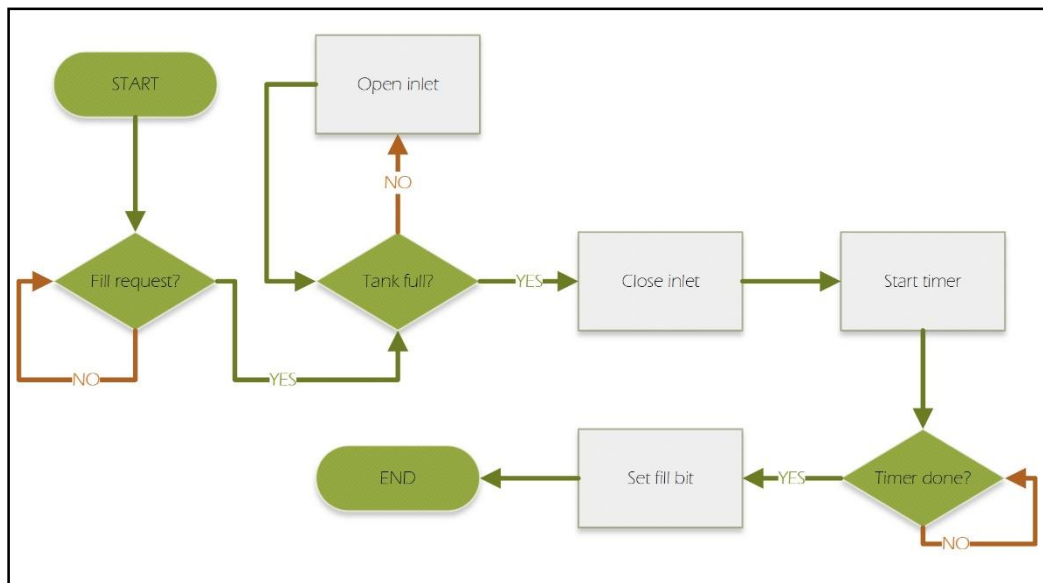 START
Open inlet
NO
Fill request?
Tank full?
YES
Close inlet
Start timer
NO
YES
END
Set fill bit
YES
Timer done?
NO